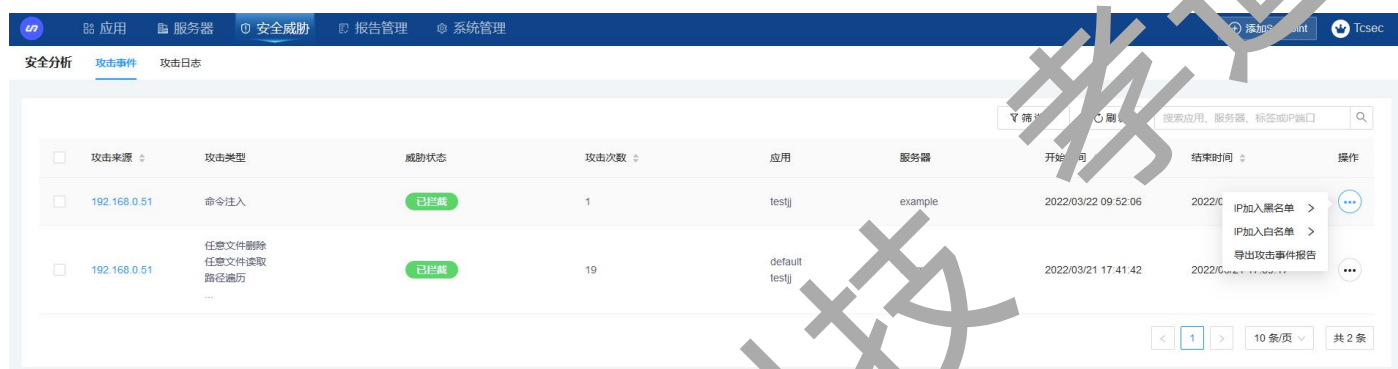 应用 服务器 安全威胁 报告管理 系统管理 Tcsec
安全分析 攻击事件 攻击日志
搜索应用、服务器、标签或IP端口
攻击来源 攻击类型 威胁状态 攻击次数 应用 服务器 结束时间 操作
192.168.0.51 命令注入 已拦截 1 testjj example 2022/03/22 09:52:06
IP加入黑名单
IP加入白名单
导出攻击事件报告
任意文件删除
任意文件读取
192.168.0.51 路径遍历 已拦截 19 default 2022/03/21 17:41:42
testjj
...
1 10 条/页 共 2 条